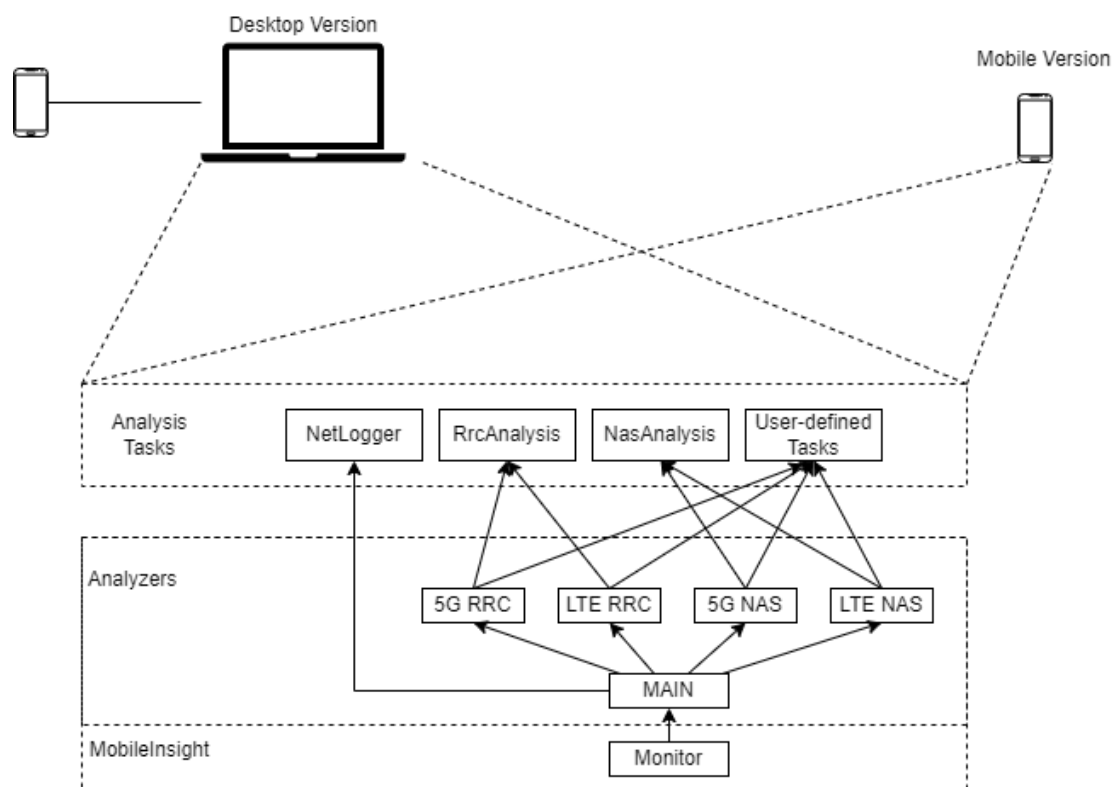 Desktop Version
Mobile Version
Analysis
Tasks
NetLogger
RrcAnalysis
NasAnalysis
User-defined
Tasks
Analyzers
5G RRC
LTE RRC
5G NAS
LTE NAS
MAIN
MobileInsight
Monitor